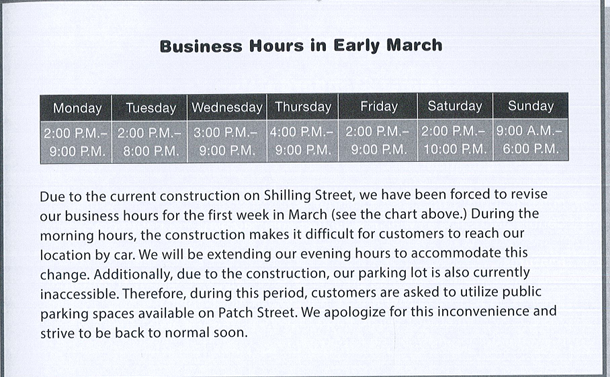 Business Hours in Early March
Monday Tuesday Wednesday Thursday Friday Saturday Sunday
2:00 P.M.– 2:00 P.M.– 3:00 P.M.– 4:00 P.M.– 2:00 P.M.– 2:00 P.M.– 9:00 A.M.–
9:00 P.M. 8:00 P.M. 9:00 P.M. 9:00 P.M. 9:00 P.M. 10:00 P.M. 6:00 P.M.
Due to the current construction on Shilling Street, we have been forced to revise
our business hours for the first week in March (see the chart above.) During the
morning hours, the construction makes it difficult for customers to reach our
location by car. We will be extending our evening hours to accommodate this
change. Additionally, due to the construction, our parking lot is also currently
inaccessible. Therefore, during this period, customers are asked to utilize public
parking spaces available on Patch Street. We apologize for this inconvenience and
strive to be back to normal soon.